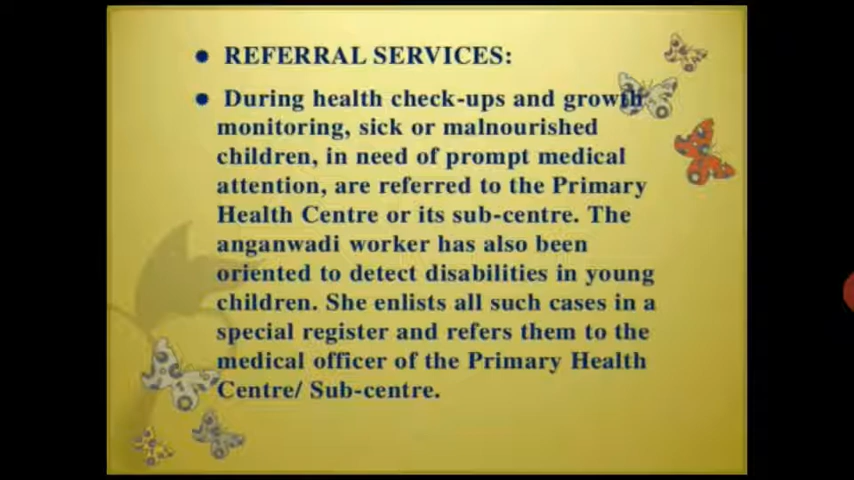 REFERRAL SERVICES:
During health check-ups and growth
monitoring, sick or malnourished
children, in need of prompt medical
attention, are referred to the Primary
Health Centre or its sub-centre. The
anganwadi worker has also been
oriented to detect disabilities in young
children. She enlists all such cases in a
special register and refers them to the
medical officer of the Primary Health
Centre/ Sub-centre.